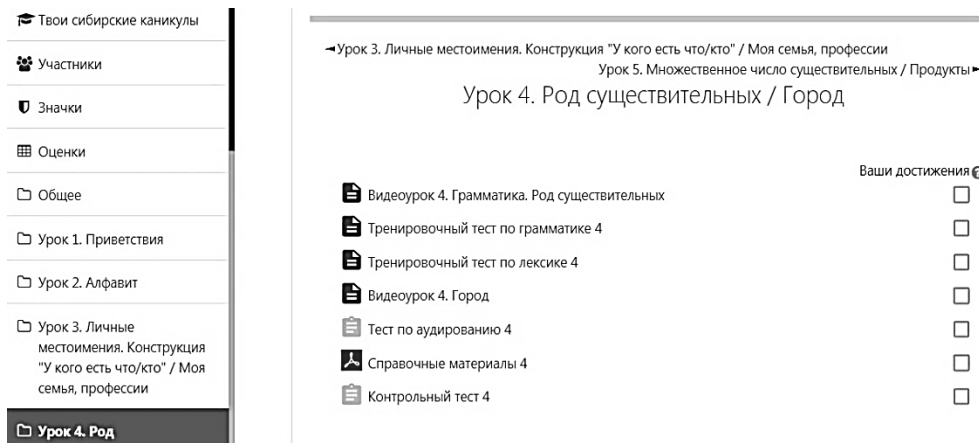 Твои сибирские каникулы
Участники
Значки
Оценки
Общее
Урок 1. Приветствия
Урок 2. Алфавит
Урок 3. Личные
местоимения. Конструкция
"У кого есть что/кто" / Моя
семья, профессии
Урок 4. Род
◄Урок 3. Личные местоимения. Конструкция "У кого есть что/кто" / Моя семья, профессии
Урок 5. Множественное число существительных / Продукты►
Урок 4. Род существительных / Город
Ваши достижения
Видеоурок 4. Грамматика. Род существительных
Тренировочный тест по грамматике 4
Тренировочный тест по лексике 4
Видеоурок 4. Город
Тест по аудированию 4
Справочные материалы 4
Контрольный тест 4